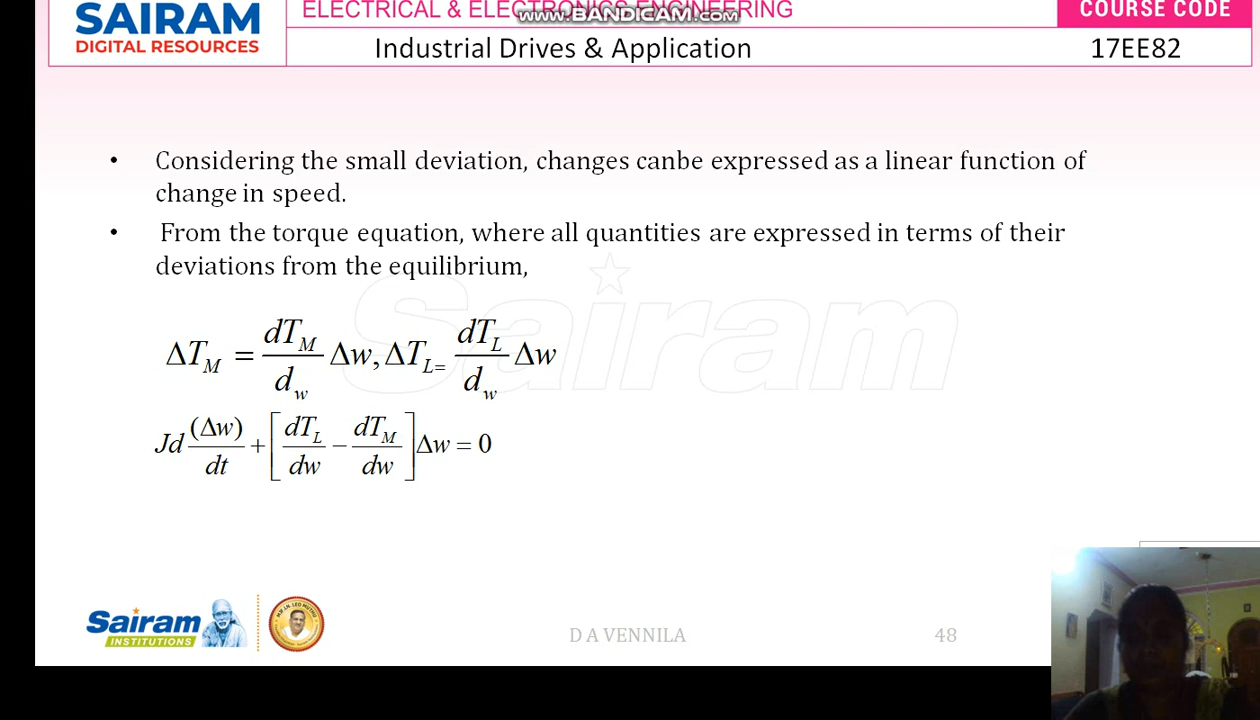 ELECTRICAL & ELECTRONICS ENGINEERING
www.BANDICAM.com
COURSE CODE
SAIRAM
DIGITAL RESOURCES
Industrial Drives & Application
17EE82
• Considering the small deviation, changes canbe expressed as a linear function of
change in speed.
• From the torque equation, where all quantities are expressed in terms of their
deviations from the equilibrium,
Sairam
ΔT_M = dT_M/d_w Δw, ΔT_L= dT_L/d_w Δw
Jd (Δw)/dt + [dT_L/dw − dT_M/dw] Δw = 0
Sairam
INSTITUTIONS
D A VENNILA
48